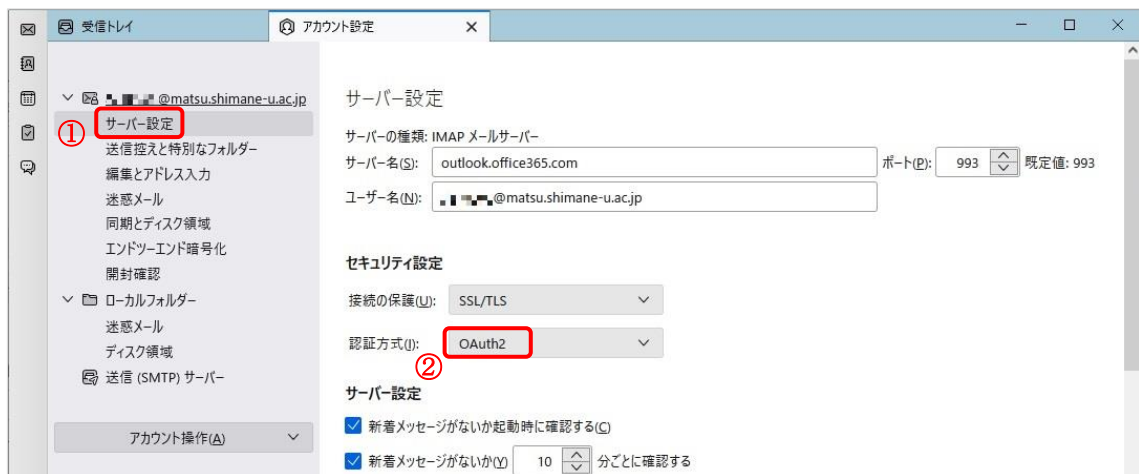 受信トレイ
アカウント設定
@matsu.shimane-u.ac.jp
① サーバー設定
送信控えと特別なフォルダー
編集とアドレス入力
迷惑メール
同期とディスク領域
エンドツーエンド暗号化
開封確認
ローカルフォルダー
迷惑メール
ディスク領域
送信 (SMTP) サーバー
アカウント操作(A)
サーバー設定
サーバーの種類: IMAP メールサーバー
サーバー名(S): outlook.office365.com ポート(P): 993 既定値: 993
ユーザー名(N): @matsu.shimane-u.ac.jp
セキュリティ設定
接続の保護(U): SSL/TLS
認証方式(I): OAuth2
②
サーバー設定
新着メッセージがないか起動時に確認する(C)
新着メッセージがないか(Y) 10 分ごとに確認する